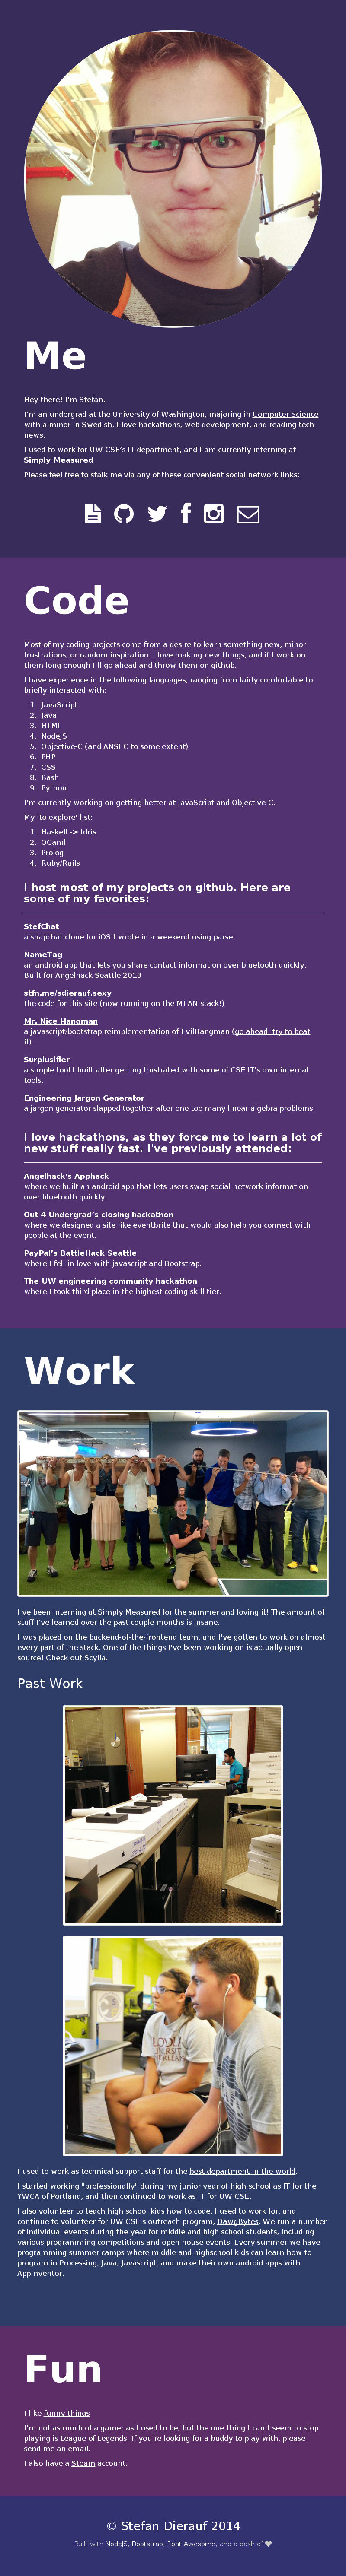 Me
Hey there! I'm Stefan.
I'm an undergrad at the University of Washington, majoring in Computer Science
with a minor in Swedish. I love hackathons, web development, and reading tech
news.
I used to work for UW CSE's IT department, and I am currently interning at
Simply Measured
Please feel free to stalk me via any of these convenient social network links:
Code
Most of my coding projects come from a desire to learn something new, minor
frustrations, or random inspiration. I love making new things, and if I work on
them long enough I'll go ahead and throw them on github.
I have experience in the following languages, ranging from fairly comfortable to
briefly interacted with:
1. JavaScript
2. Java
3. HTML
4. NodeJS
5. Objective-C (and ANSI C to some extent)
6. PHP
7. CSS
8. Bash
9. Python
I'm currently working on getting better at JavaScript and Objective-C.
My 'to explore' list:
1. Haskell -> Idris
2. OCaml
3. Prolog
4. Ruby/Rails
I host most of my projects on github. Here are
some of my favorites:
StefChat
a snapchat clone for iOS I wrote in a weekend using parse.
NameTag
an android app that lets you share contact information over bluetooth quickly.
Built for Angelhack Seattle 2013
stfn.me/sdierauf.sexy
the code for this site (now running on the MEAN stack!)
Mr. Nice Hangman
a javascript/bootstrap reimplementation of EvilHangman (go ahead, try to beat
it).
Surplusifier
a simple tool I built after getting frustrated with some of CSE IT's own internal
tools.
Engineering Jargon Generator
a jargon generator slapped together after one too many linear algebra problems.
I love hackathons, as they force me to learn a lot of
new stuff really fast. I've previously attended:
Angelhack's Apphack
where we built an android app that lets users swap social network information
over bluetooth quickly.
Out 4 Undergrad's closing hackathon
where we designed a site like eventbrite that would also help you connect with
people at the event.
PayPal's BattleHack Seattle
where I fell in love with javascript and Bootstrap.
The UW engineering community hackathon
where I took third place in the highest coding skill tier.
Work
I've been interning at Simply Measured for the summer and loving it! The amount of
stuff I've learned over the past couple months is insane.
I was placed on the backend-of-the-frontend team, and I've gotten to work on almost
every part of the stack. One of the things I've been working on is actually open
source! Check out Scylla.
Past Work
I used to work as technical support staff for the best department in the world.
I started working "professionally" during my junior year of high school as IT for the
YWCA of Portland, and then continued to work as IT for UW CSE.
I also volunteer to teach high school kids how to code. I used to work for, and
continue to volunteer for UW CSE's outreach program, DawgBytes. We run a number
of individual events during the year for middle and high school students, including
various programming competitions and open house events. Every summer we have
programming summer camps where middle and highschool kids can learn how to
program in Processing, Java, Javascript, and make their own android apps with
AppInventor.
Fun
I like funny things
I'm not as much of a gamer as I used to be, but the one thing I can't seem to stop
playing is League of Legends. If you're looking for a buddy to play with, please
send me an email.
I also have a Steam account.
© Stefan Dierauf 2014
Built with NodeJS, Bootstrap, Font Awesome, and a dash of